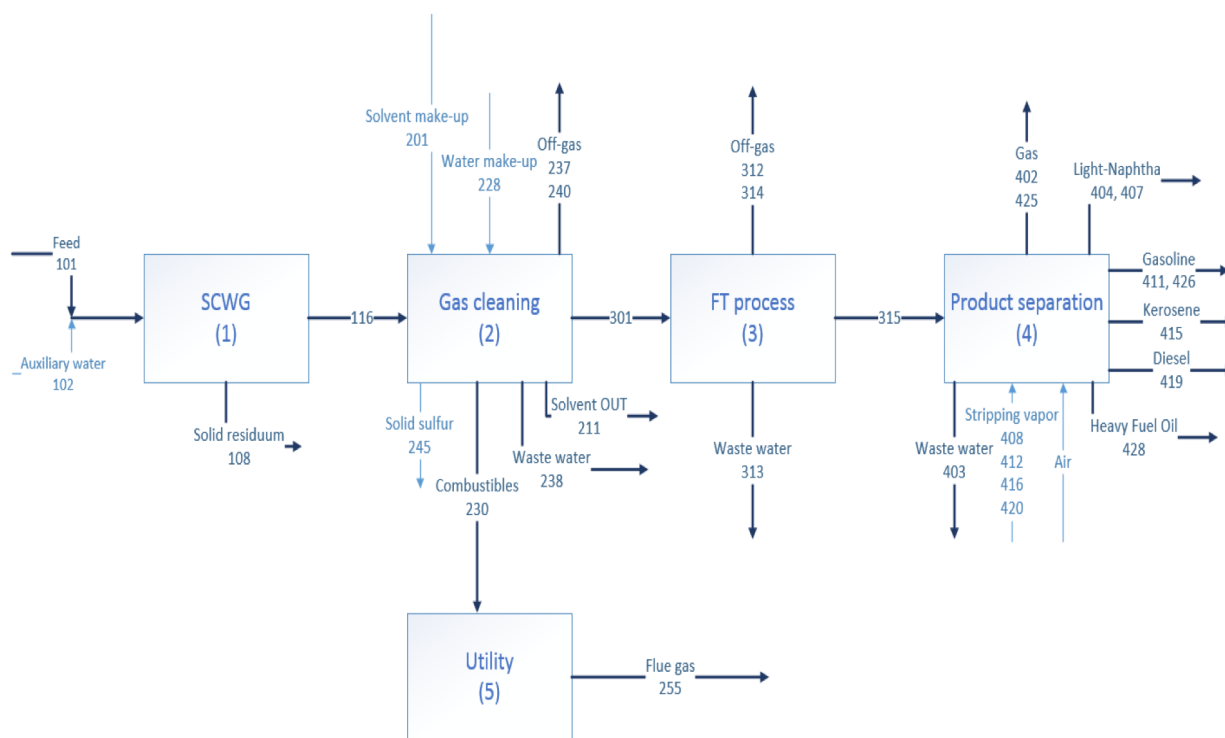 Solvent make-up
201
Water make-up
228
Off-gas
237
240
Off-gas
312
314
Gas
402
425
Light-Naphtha
404, 407
Feed
101
_Auxiliary water
102
SCWG
(1)
116
Gas cleaning
(2)
301
FT process
(3)
315
Product separation
(4)
Gasoline
411, 426
Kerosene
415
Diesel
419
Solid residuum
108
Solid sulfur
245
Combustibles
230
Waste water
238
Solvent OUT
211
Waste water
313
Waste water
403
Stripping vapor
408
412
416
420
Air
Heavy Fuel Oil
428
Utility
(5)
Flue gas
255